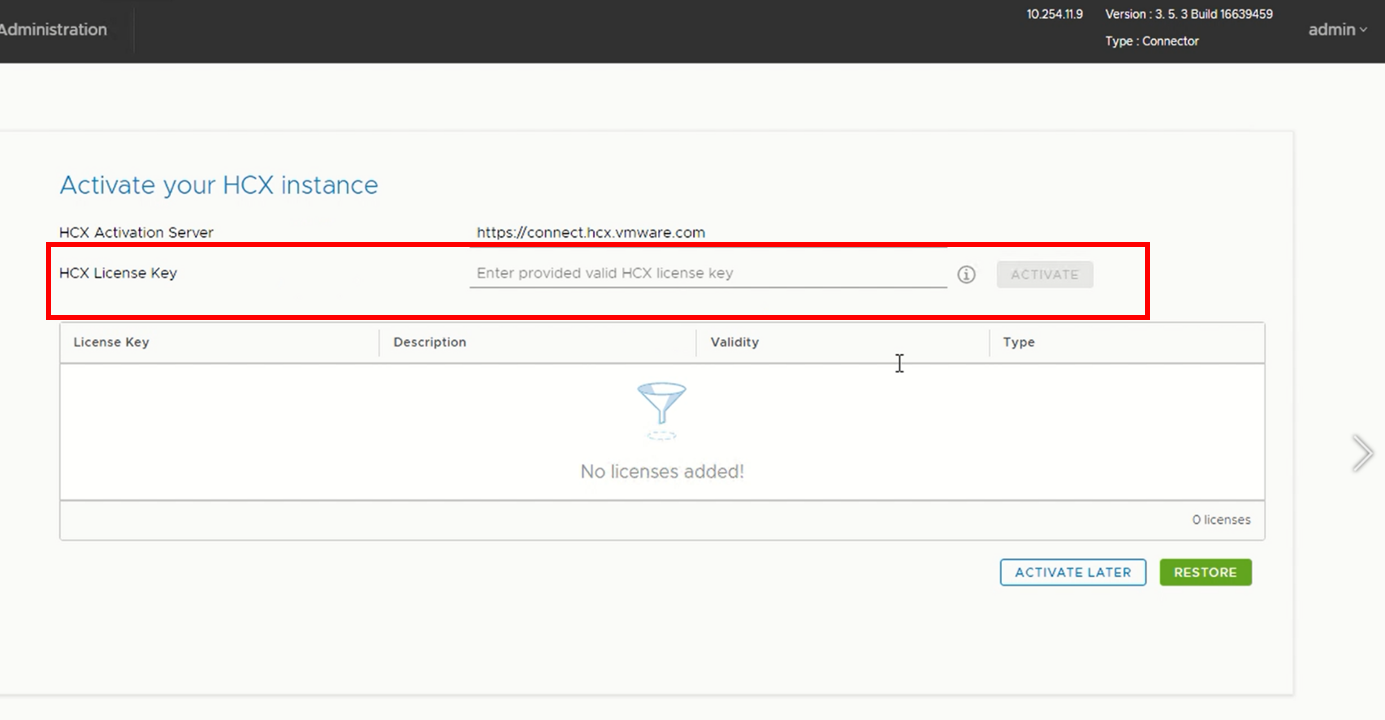 Administration
10.254.11.9
Version : 3. 5. 3 Build 16639459
Type : Connector
admin
Activate your HCX instance
HCX Activation Server https://connect.hcx.vmware.com
HCX License Key Enter provided valid HCX license key ACTIVATE
License Key Description Validity Type
No licenses added!
0 licenses
ACTIVATE LATER RESTORE